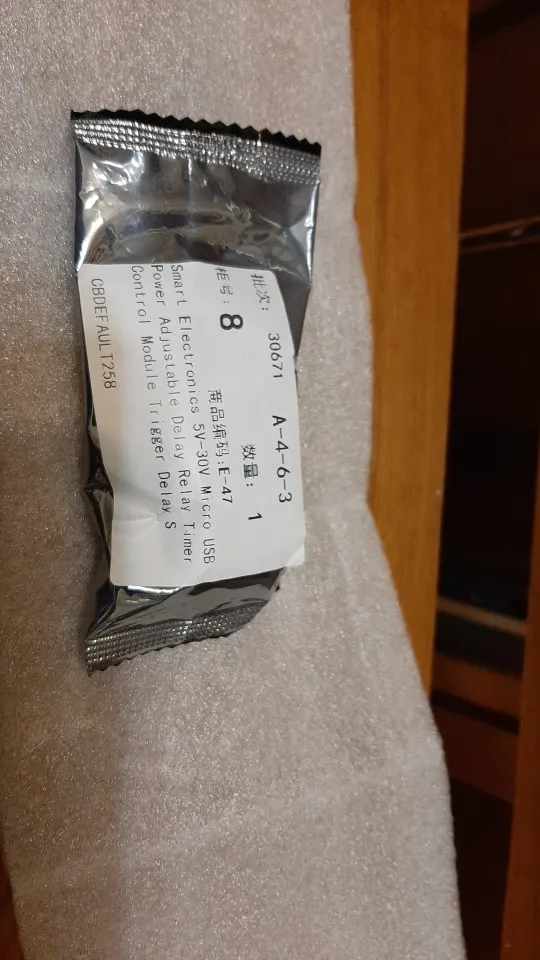 批次： 30671 A-4-6-3
柜号：8 数量： 1
商品编码：E-47
Smart Electronics 5V-30V Micro USB
Power Adjustable Delay Relay Timer
Control Module Trigger Delay S
CBDEFAULT258